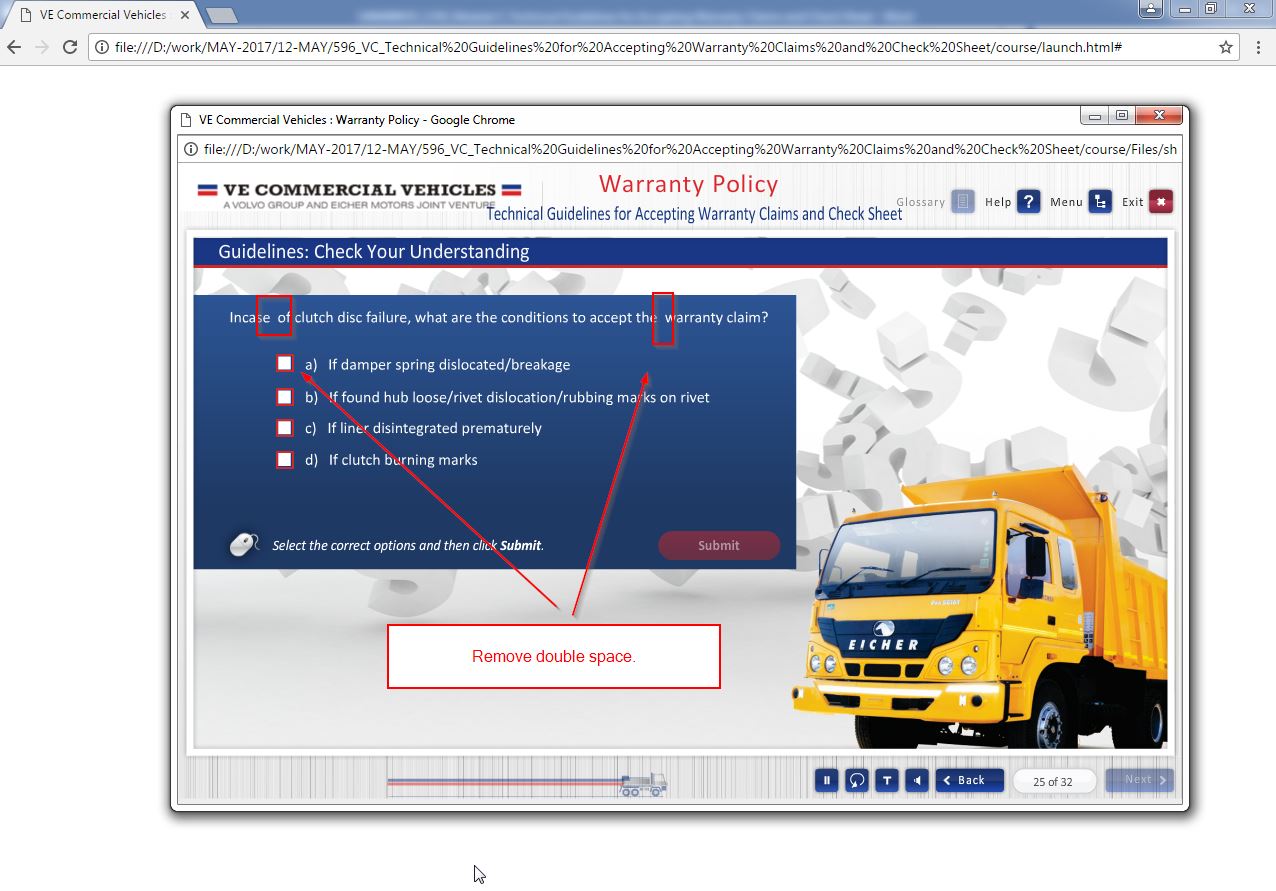 VE Commercial Vehicles :
file:///D:/work/MAY-2017/12-MAY/596_VC_Technical%20Guidelines%20for%20Accepting%20Warranty%20Claims%20and%20Check%20Sheet/course/launch.html#
VE Commercial Vehicles : Warranty Policy - Google Chrome
file:///D:/work/MAY-2017/12-MAY/596_VC_Technical%20Guidelines%20for%20Accepting%20Warranty%20Claims%20and%20Check%20Sheet/course/Files/sh
VE COMMERCIAL VEHICLES
A VOLVO GROUP AND EICHER MOTORS JOINT VENTURE
Warranty Policy
Technical Guidelines for Accepting Warranty Claims and Check Sheet
Glossary Help ? Menu Exit
Guidelines: Check Your Understanding
Incase  of clutch disc failure, what are the conditions to accept the  warranty claim?
a) If damper spring dislocated/breakage
b) If found hub loose/rivet dislocation/rubbing marks on rivet
c) If liner disintegrated prematurely
d) If clutch burning marks
Select the correct options and then click Submit.
Submit
Remove double space.
EICHER
T Back 25 of 32 Next